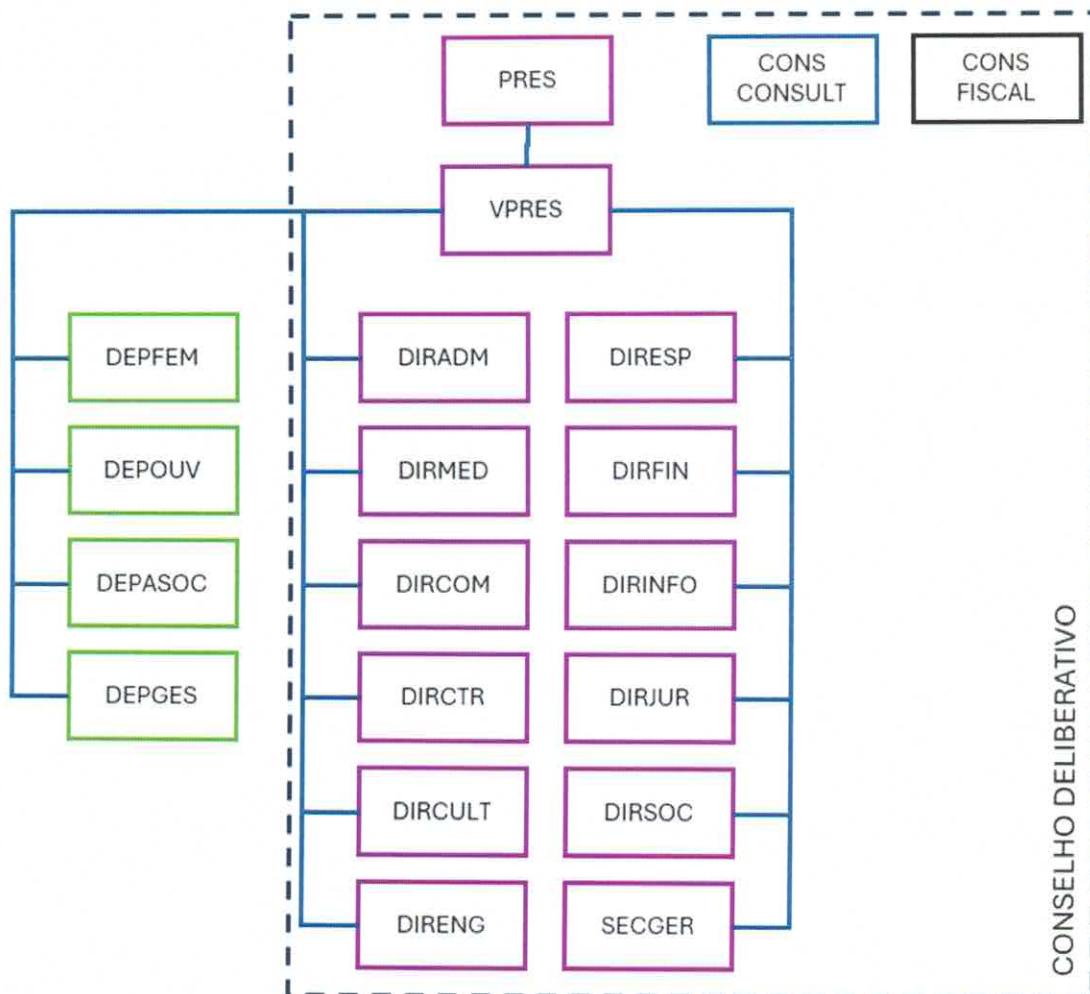 PRES
CONS
CONSULT
CONS
FISCAL
VPRES
DEPFEM
DIRADM
DIRESP
DEPOUV
DIRMED
DIRFIN
DEPASOC
DIRCOM
DIRINFO
DEPGES
DIRCTR
DIRJUR
DIRCULT
DIRSOC
DIRENG
SECGER
CONSELHO DELIBERATIVO